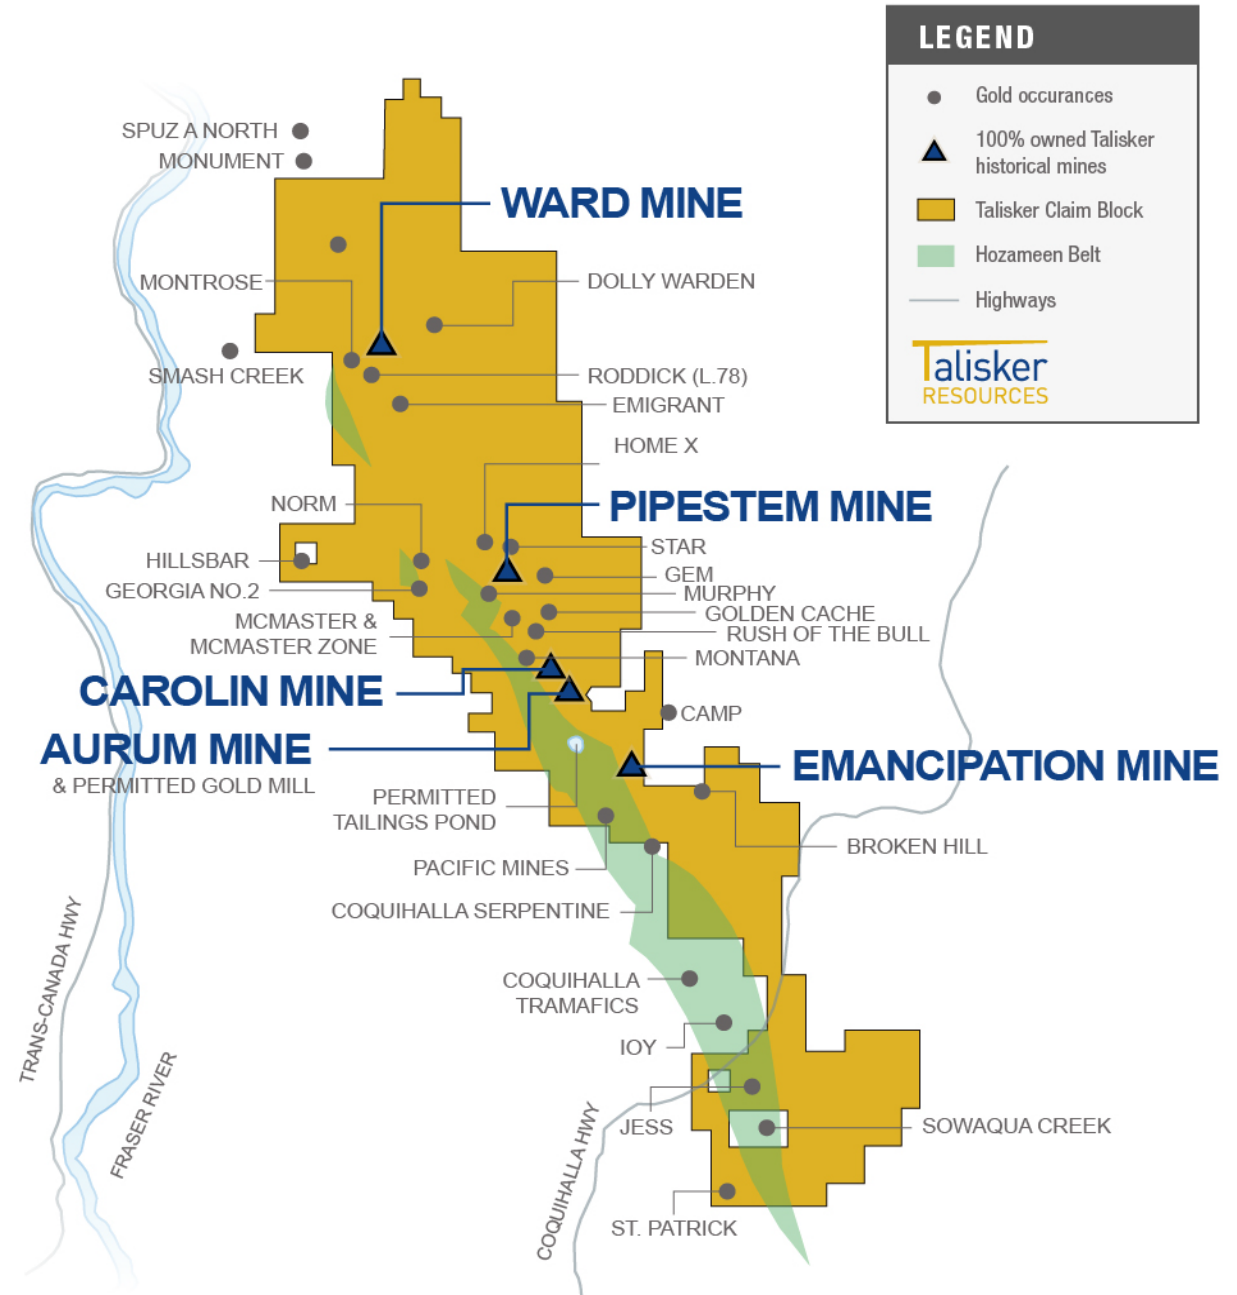 LEGEND
Gold occurances
100% owned Talisker
historical mines
Talisker Claim Block
Hozameen Belt
Highways
Talisker
RESOURCES
SPUZ A NORTH
MONUMENT
WARD MINE
MONTROSE
DOLLY WARDEN
SMASH CREEK
RODDICK (L.78)
EMIGRANT
HOME X
NORM
PIPESTEM MINE
HILLSBAR
STAR
GEM
GEORGIA NO.2
MURPHY
MCMASTER &
MCMASTER ZONE
GOLDEN CACHE
RUSH OF THE BULL
MONTANA
CAROLIN MINE
CAMP
AURUM MINE
& PERMITTED GOLD MILL
EMANCIPATION MINE
PERMITTED
TAILINGS POND
BROKEN HILL
PACIFIC MINES
COQUIHALLA SERPENTINE
COQUIHALLA
TRAMAFICS
IOY
TRANS-CANADA HWY
FRASER RIVER
JESS
SOWAQUA CREEK
COQUIHALLA HWY
ST. PATRICK